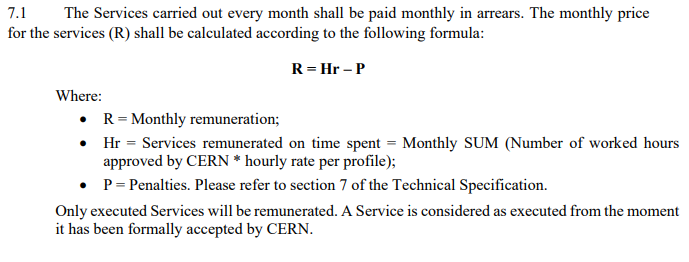 7.1 The Services carried out every month shall be paid monthly in arrears. The monthly price
for the services (R) shall be calculated according to the following formula:
R = Hr – P
Where:
• R = Monthly remuneration;
• Hr = Services remunerated on time spent = Monthly SUM (Number of worked hours
approved by CERN * hourly rate per profile);
• P = Penalties. Please refer to section 7 of the Technical Specification.
Only executed Services will be remunerated. A Service is considered as executed from the moment
it has been formally accepted by CERN.